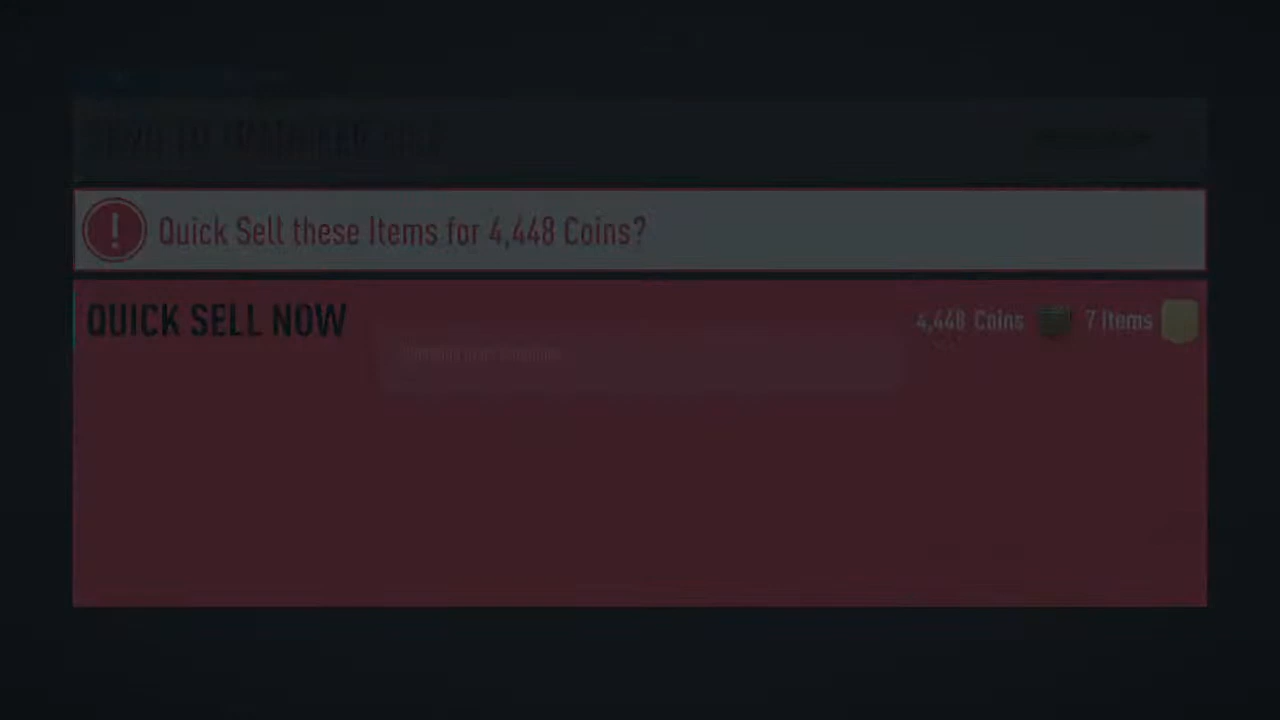 Quick Sell these Items for 4,448 Coins?
QUICK SELL NOW
4,448 Coins
7 Items